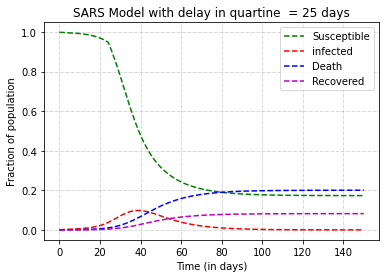 SARS Model with delay in quartine = 25 days
Susceptible
infected
Death
Recovered
Fraction of population
1.0
0.8
0.6
0.4
0.2
0.0
0 20 40 60 80 100 120 140
Time (in days)